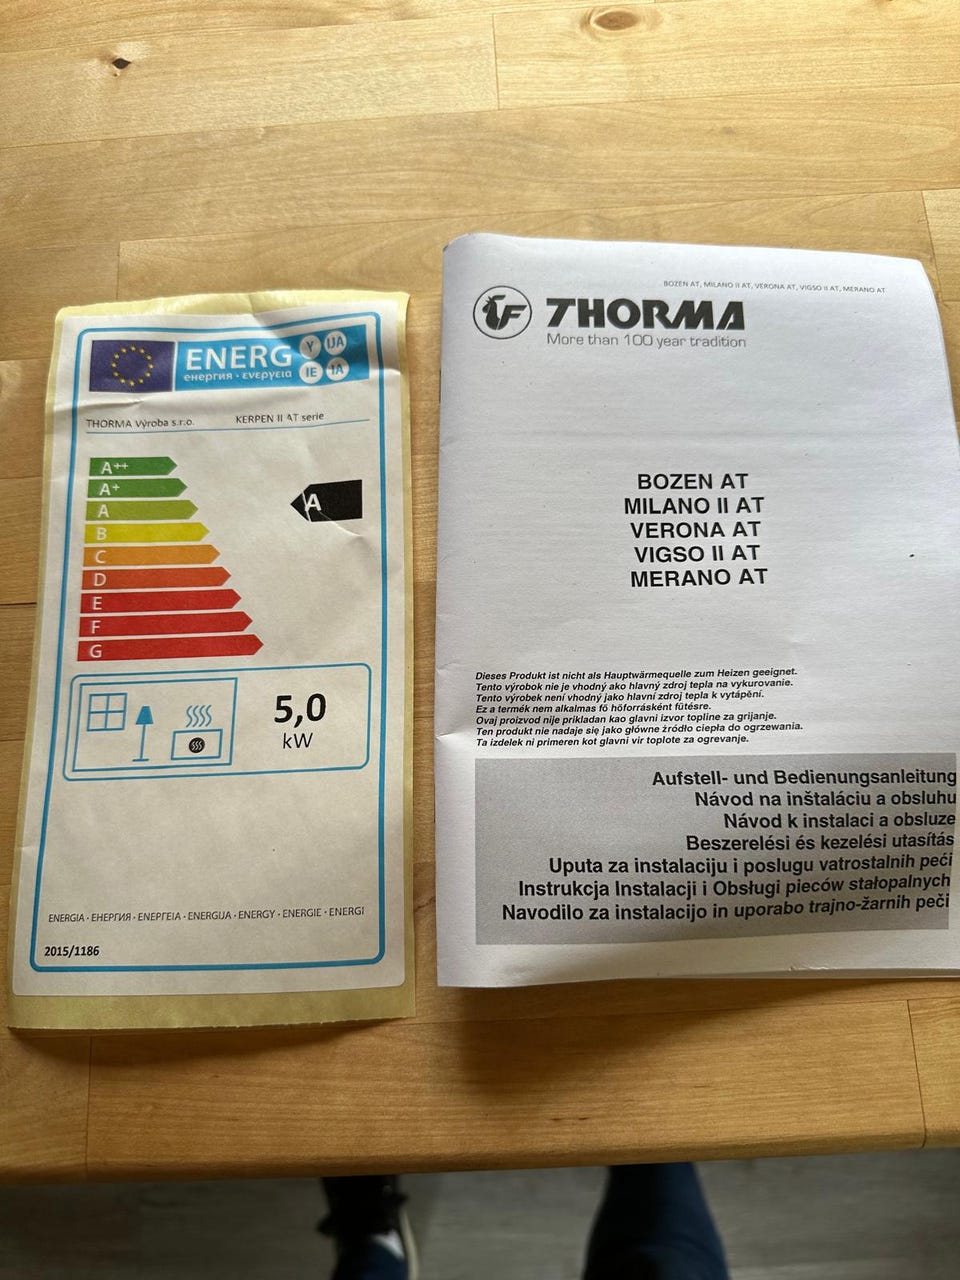 ENERG
енергия · ενεργεια
Y IJA
IE IA
THORMA Výroba s.r.o. KERPEN II AT serie
A++
A+
A
B
C
D
E
F
G
A
5,0
kW
ENERGIA · ЕНЕРГИЯ · ΕΝΕΡΓΕΙΑ · ENERGIJA · ENERGY · ENERGIE · ENERGI
2015/1186
BOZEN AT, MILANO II AT, VERONA AT, VIGSO II AT, MERANO AT
THORMA
More than 100 year tradition
BOZEN AT
MILANO II AT
VERONA AT
VIGSO II AT
MERANO AT
Dieses Produkt ist nicht als Hauptwärmequelle zum Heizen geeignet.
Tento výrobok nie je vhodný ako hlavný zdroj tepla na vykurovanie.
Tento výrobek není vhodný jako hlavní zdroj tepla k vytápění.
Ez a termék nem alkalmas fő hőforrásként fűtésre.
Ovaj proizvod nije prikladan kao glavni izvor topline za grijanje.
Ten produkt nie nadaje się jako główne źródło ciepła do ogrzewania.
Ta izdelek ni primeren kot glavni vir toplote za ogrevanje.
Aufstell- und Bedienungsanleitung
Návod na inštaláciu a obsluhu
Návod k instalaci a obsluze
Beszerelési és kezelési utasítás
Uputa za instalaciju i poslugu vatrostalnih peći
Instrukcja Instalacji i Obsługi pieców stałopalnych
Navodilo za instalacijo in uporabo trajno-žarnih peči